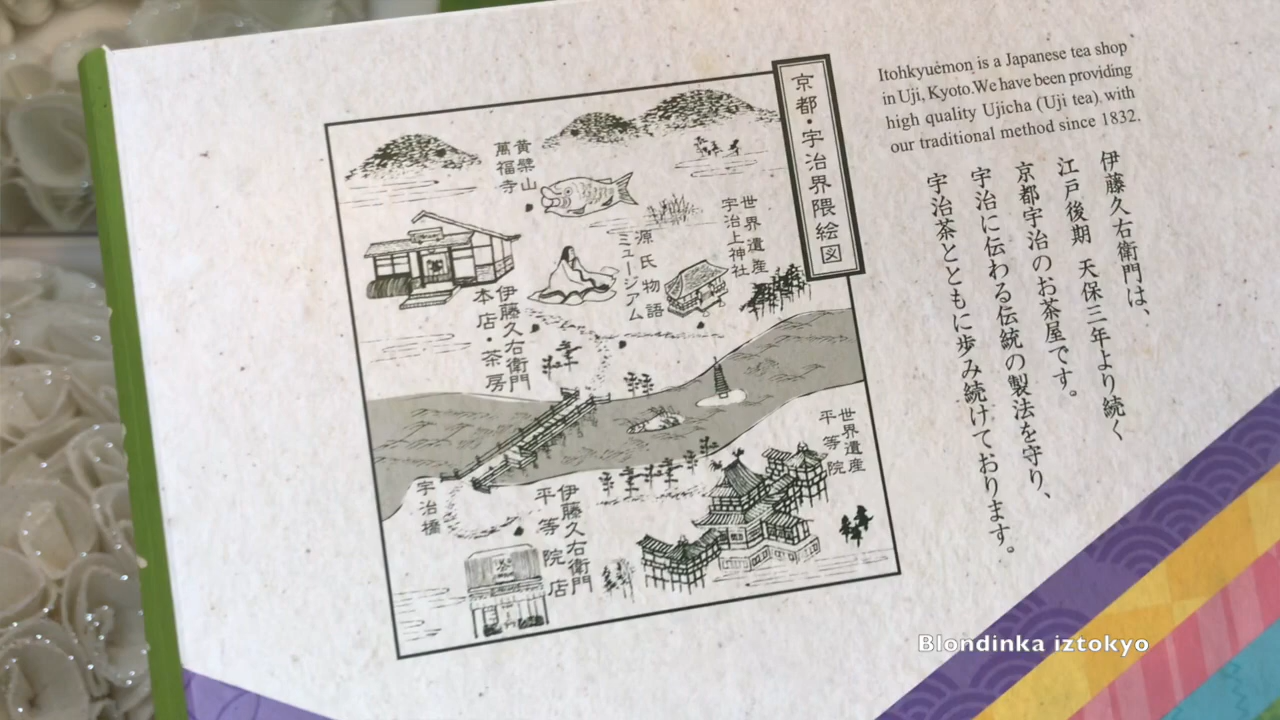 Itohkyuemon is a Japanese tea shop
in Uji, Kyoto.We have been providing
high quality Ujicha (Uji tea) with
our traditional method since 1832.
伊藤久右衛門は、
江戸後期 天保三年より続く
京都宇治のお茶屋です。
宇治に伝わる伝統の製法を守り、
宇治茶とともに歩み続けております。
京都・宇治界隈絵図
黄檗山
萬福寺
世界遺産
宇治上神社
源氏物語
ミュージアム
伊藤久右衛門
本店・茶房
世界遺産
平等院
宇治橋
伊藤久右衛門
平等院店
Blondinka iztokyo